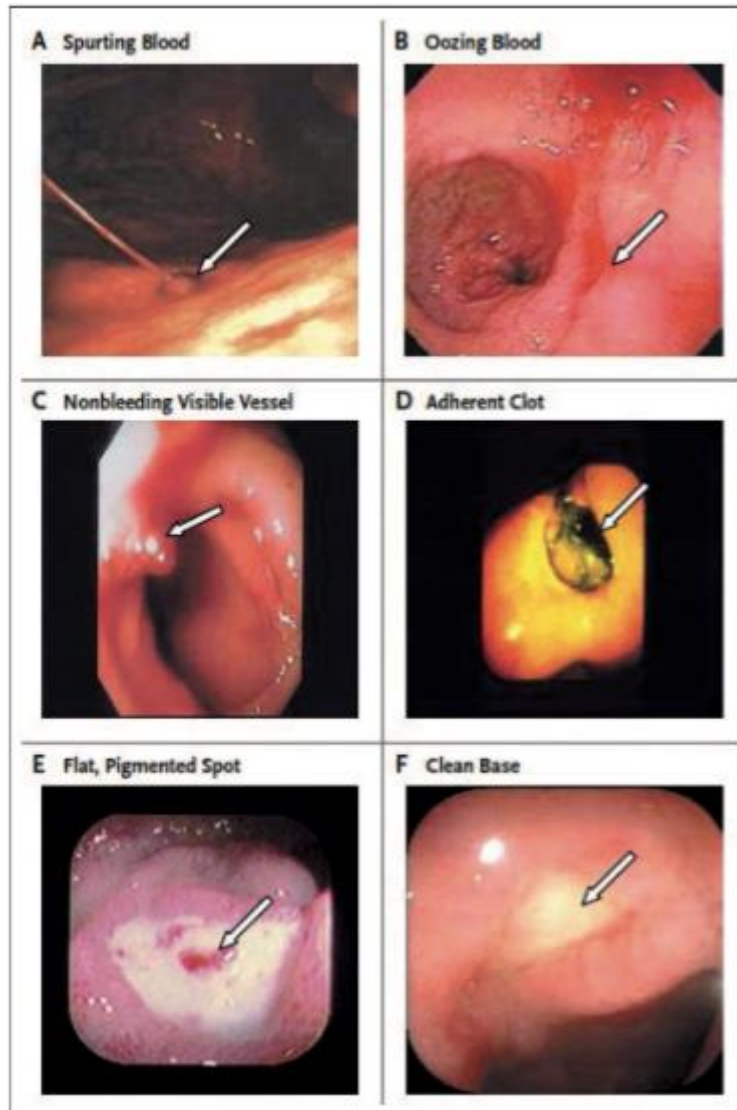 A Spurting Blood
B Oozing Blood
C Nonbleeding Visible Vessel
D Adherent Clot
E Flat, Pigmented Spot
F Clean Base